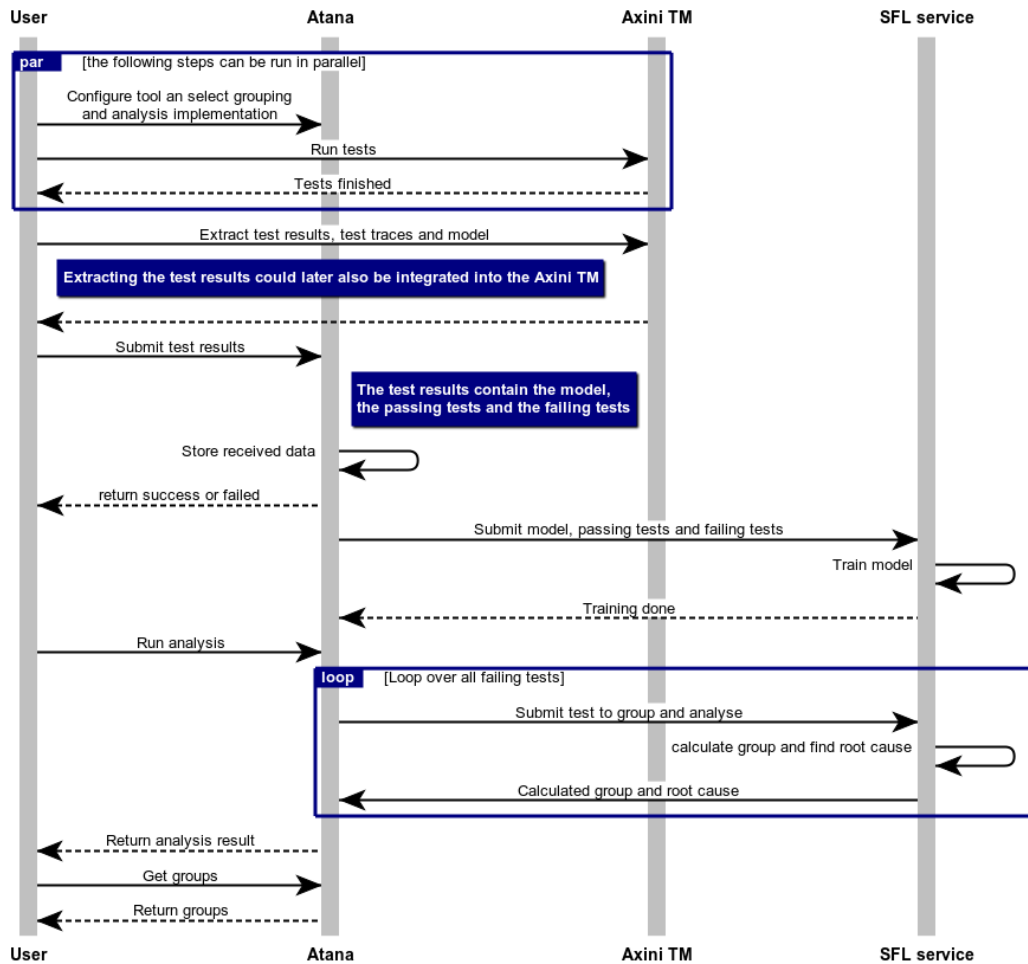 User Atana Axini TM SFL service
par [the following steps can be run in parallel]
Configure tool an select grouping
and analysis implementation
Run tests
Tests finished
Extract test results, test traces and model
Extracting the test results could later also be integrated into the Axini TM
Submit test results
The test results contain the model,
the passing tests and the failing tests
Store received data
return success or failed
Submit model, passing tests and failing tests
Train model
Training done
Run analysis
loop [Loop over all failing tests]
Submit test to group and analyse
calculate group and find root cause
Calculated group and root cause
Return analysis result
Get groups
Return groups
User Atana Axini TM SFL service